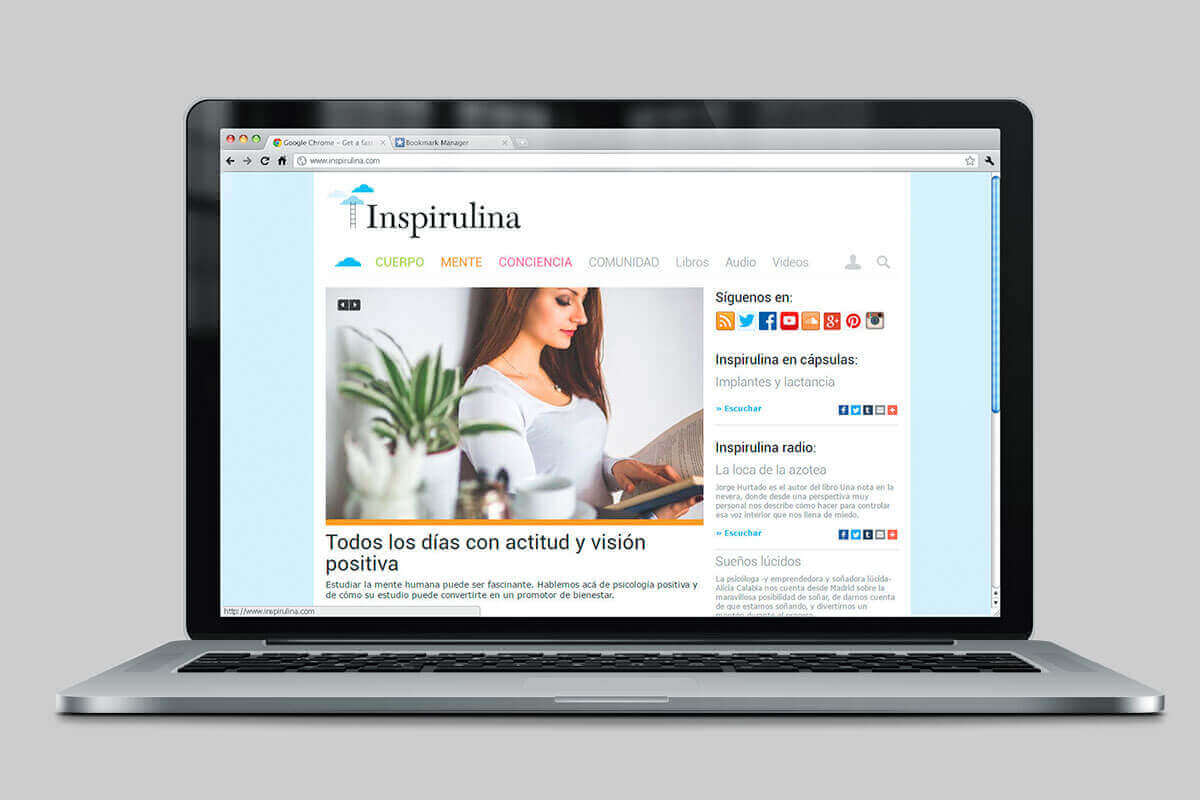 Google Chrome - Get a fas
Bookmark Manager
www.inspirulina.com
Inspirulina
CUERPO MENTE CONCIENCIA COMUNIDAD Libros Audio Videos
Todos los días con actitud y visión
positiva
Estudiar la mente humana puede ser fascinante. Hablemos acá de psicología positiva y
de cómo su estudio puede convertirte en un promotor de bienestar.
Síguenos en:
Inspirulina en cápsulas:
Implantes y lactancia
» Escuchar
Inspirulina radio:
La loca de la azotea
Jorge Hurtado es el autor del libro Una nota en la
nevera, donde desde una perspectiva muy
personal nos describe cómo hacer para controlar
esa voz interior que nos llena de miedo.
» Escuchar
Sueños lúcidos
La psicóloga -y emprendedora y soñadora lúcida-
Alicia Calabia nos cuenta desde Madrid sobre la
maravillosa posibilidad de soñar, de darnos cuenta
de que estamos soñando, y divertirnos un
http://www.inspirulina.com